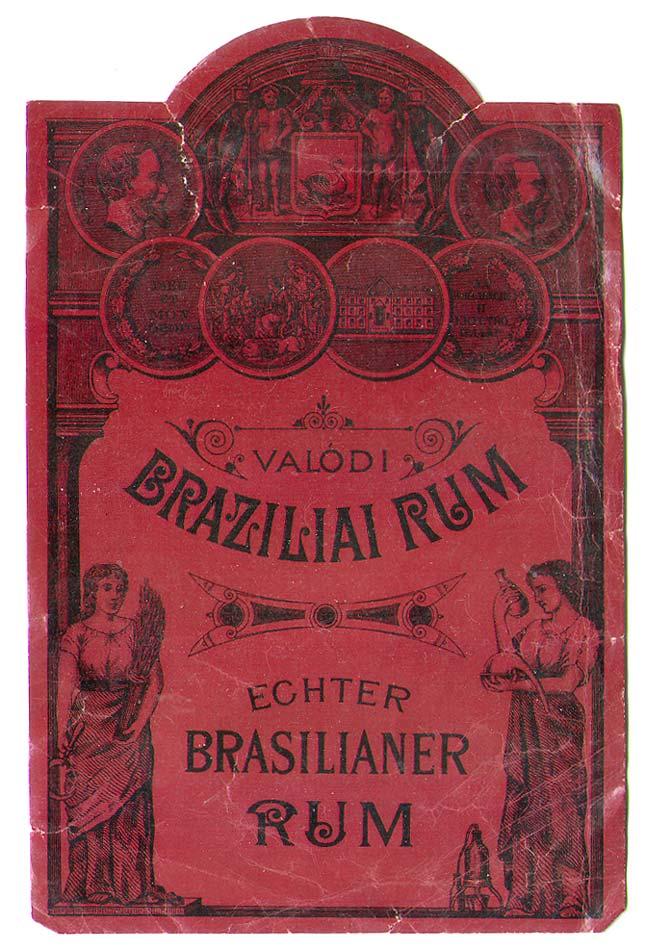 VALÓDI
BRAZILIAI RUM
ECHTER
BRASILIANER
RUM